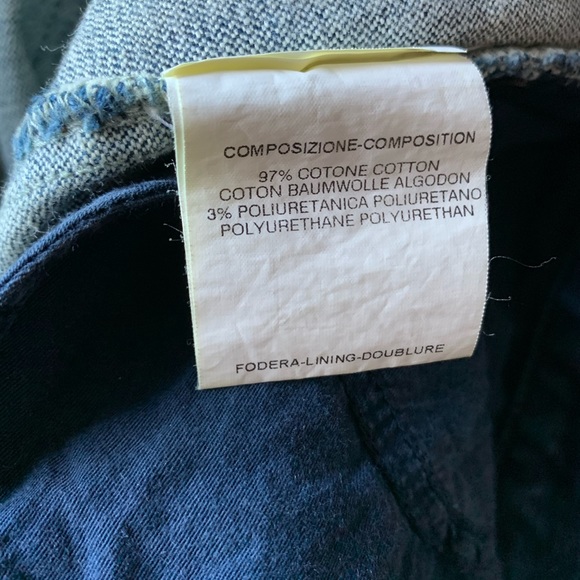 COMPOSIZIONE-COMPOSITION
97% COTONE COTTON
COTON BAUMWOLLE ALGODON
3% POLIURETANICA POLIURETANO
POLYURETHANE POLYURETHAN
FODERA-LINING-DOUBLURE